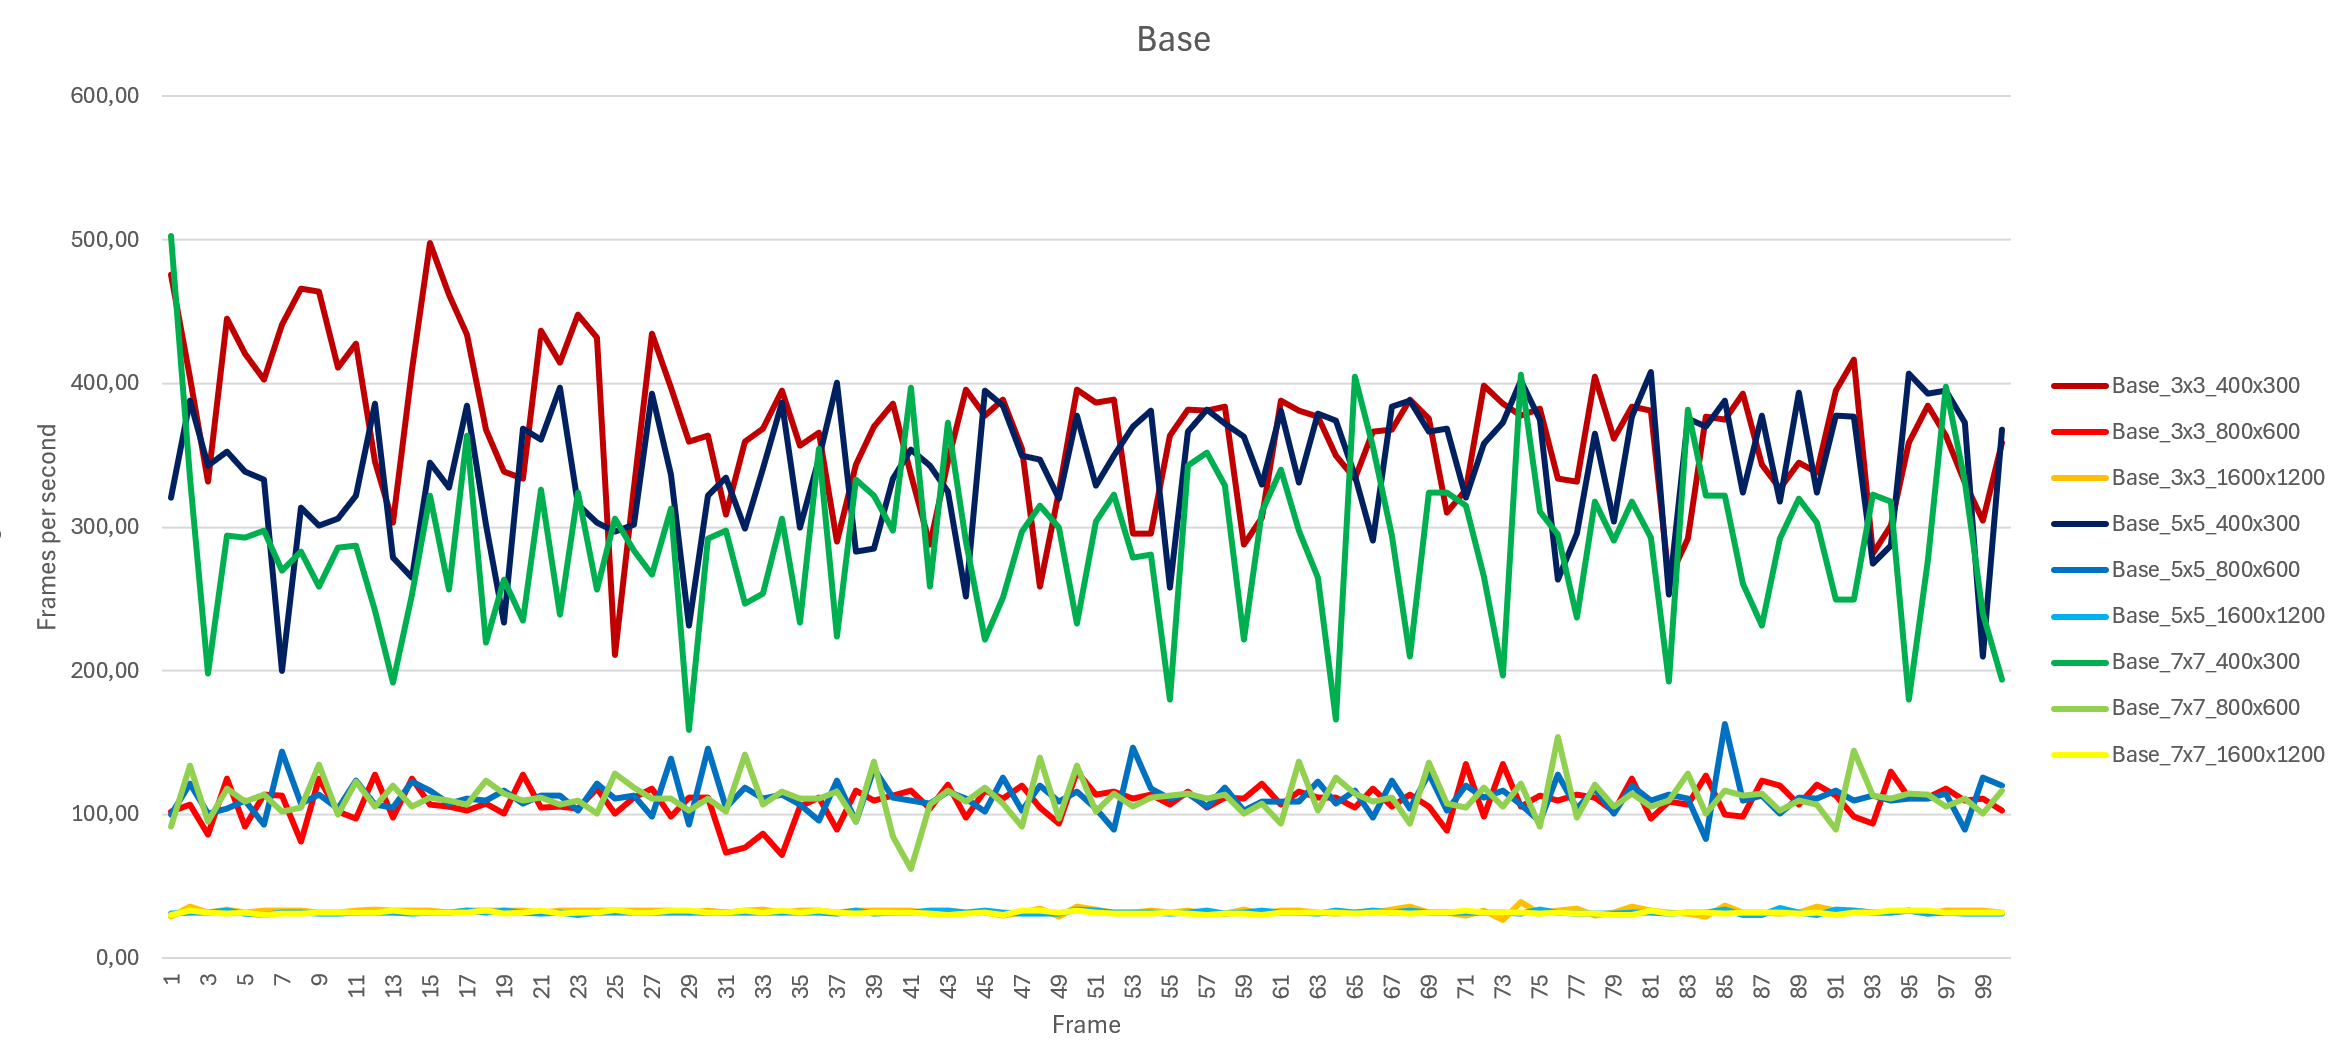 Base
600,00
500,00
400,00
300,00
200,00
100,00
0,00
Frames per second
1 3 5 7 9 11 13 15 17 19 21 23 25 27 29 31 33 35 37 39 41 43 45 47 49 51 53 55 57 59 61 63 65 67 69 71 73 75 77 79 81 83 85 87 89 91 93 95 97 99
Frame
Base_3x3_400x300
Base_3x3_800x600
Base_3x3_1600x1200
Base_5x5_400x300
Base_5x5_800x600
Base_5x5_1600x1200
Base_7x7_400x300
Base_7x7_800x600
Base_7x7_1600x1200